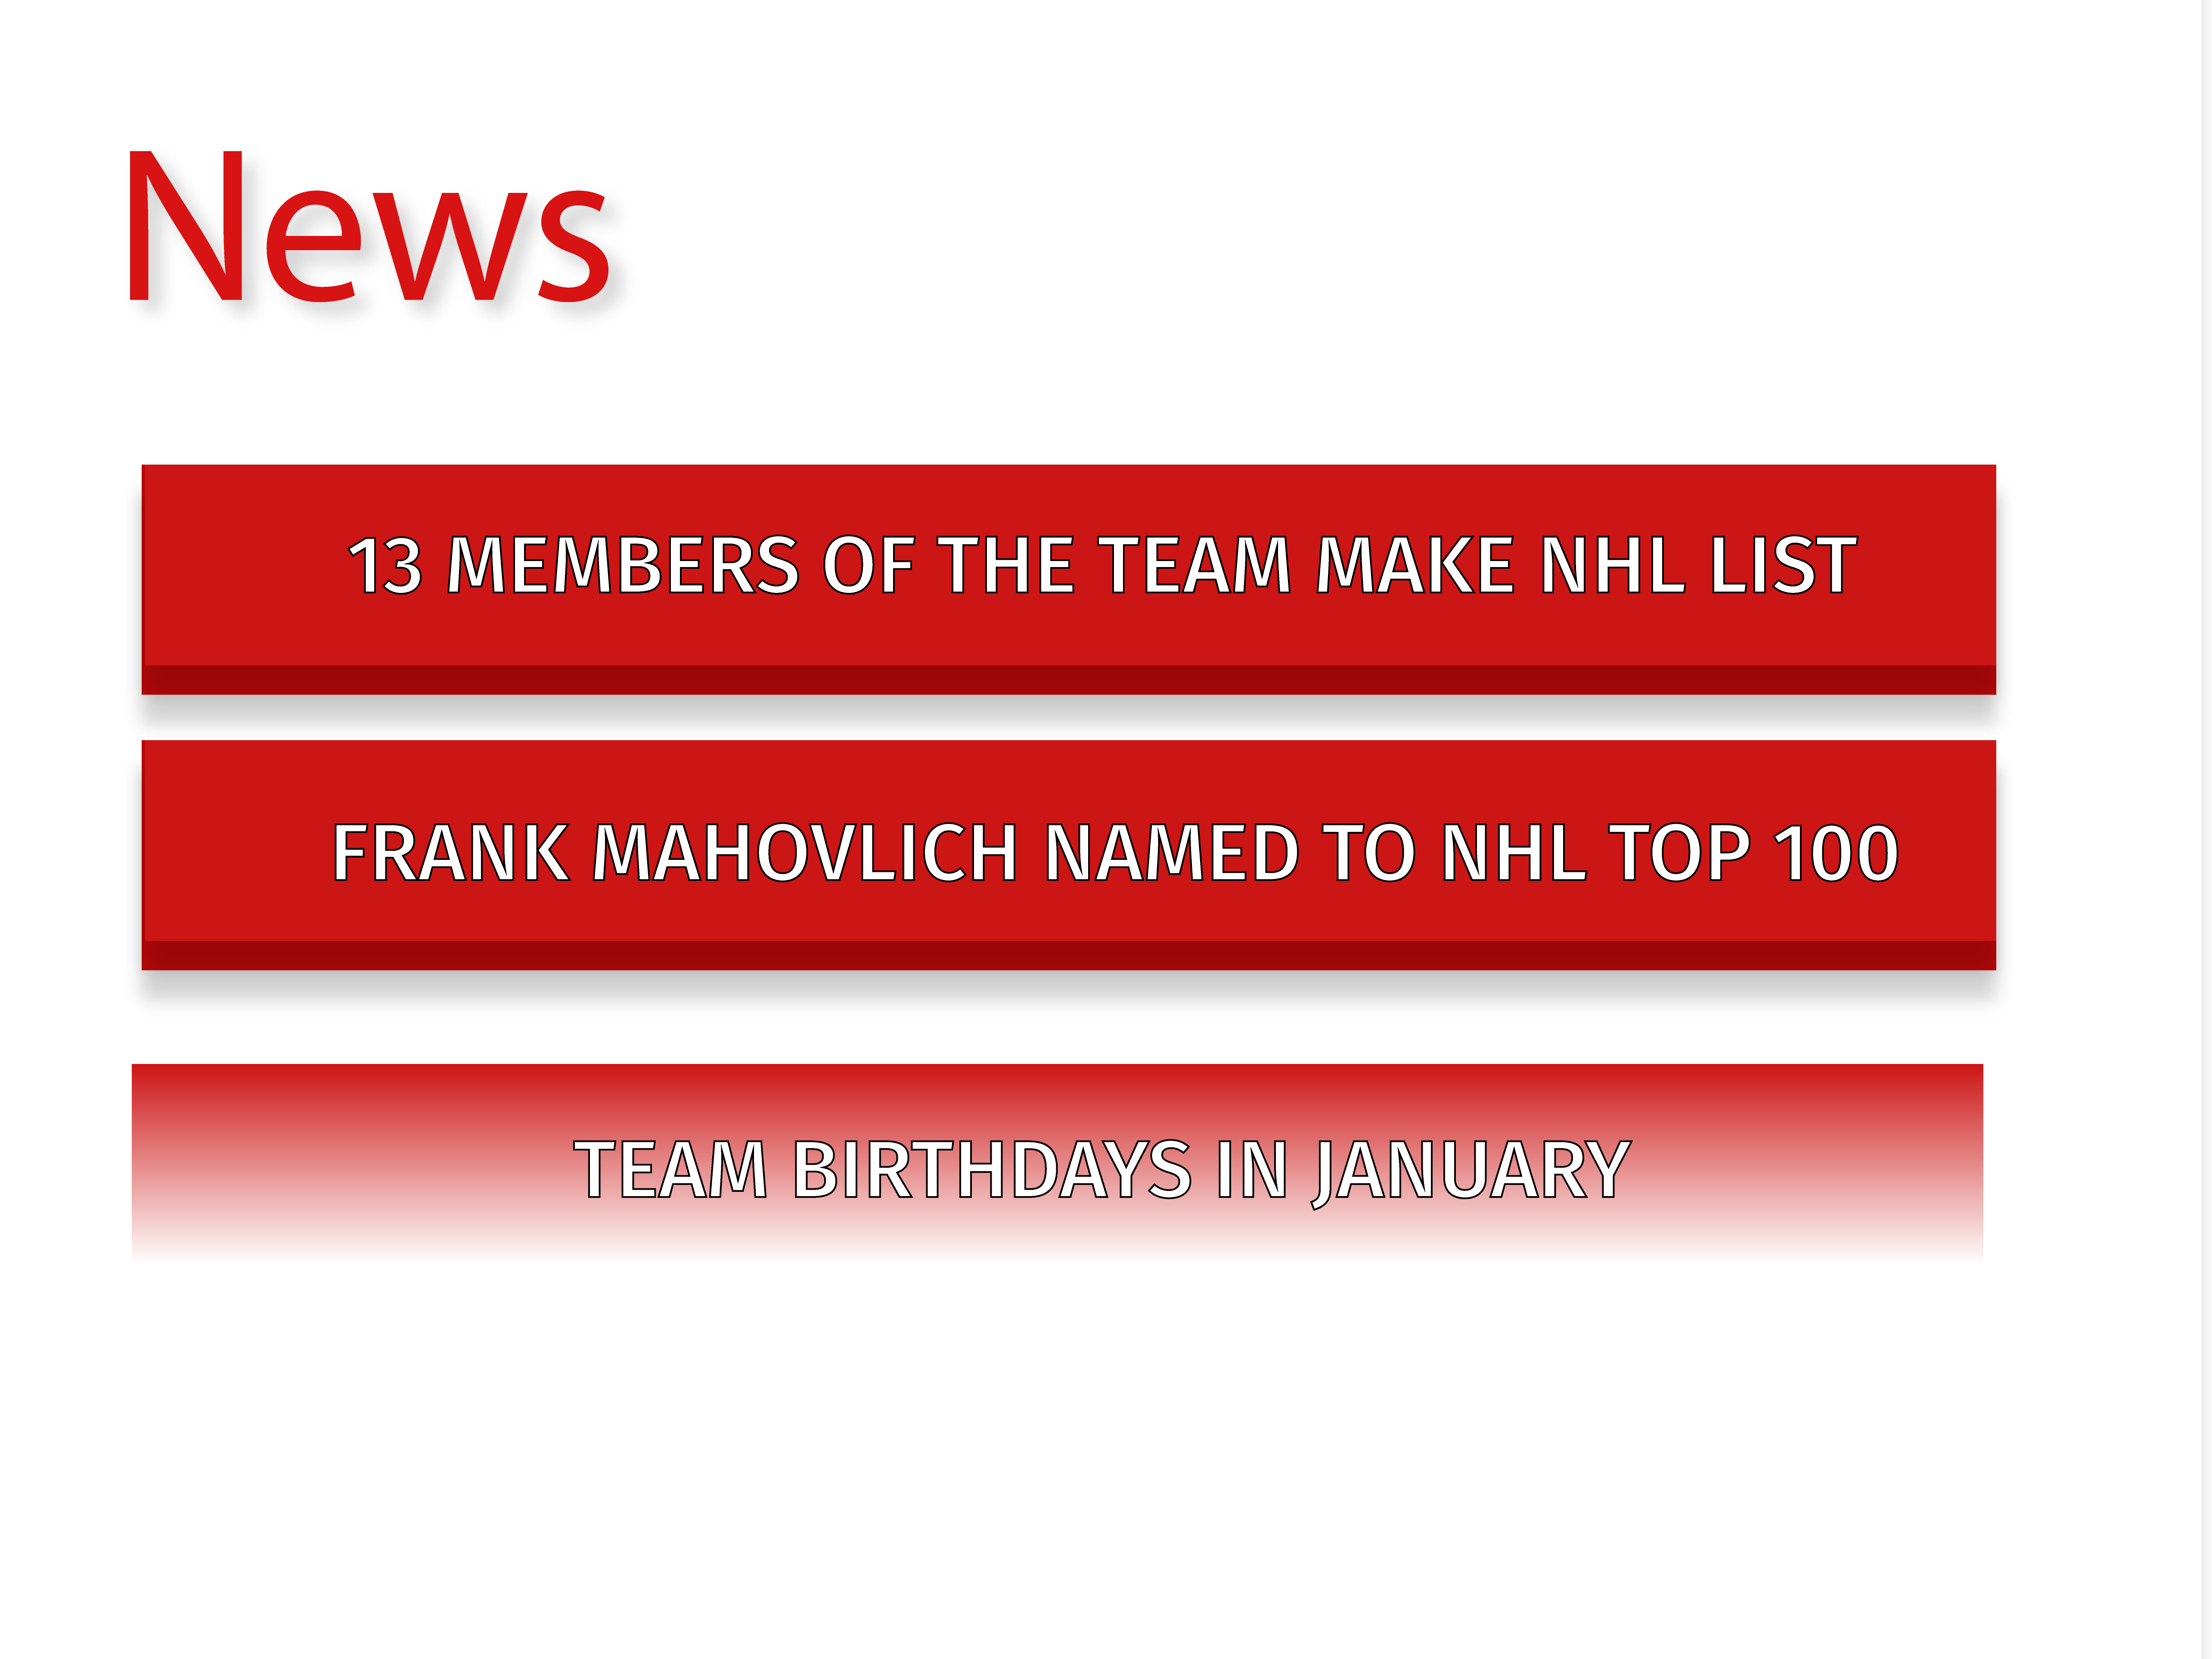 News
13 MEMBERS OF THE TEAM MAKE NHL LIST
FRANK MAHOVLICH NAMED TO NHL TOP 100
TEAM BIRTHDAYS IN JANUARY